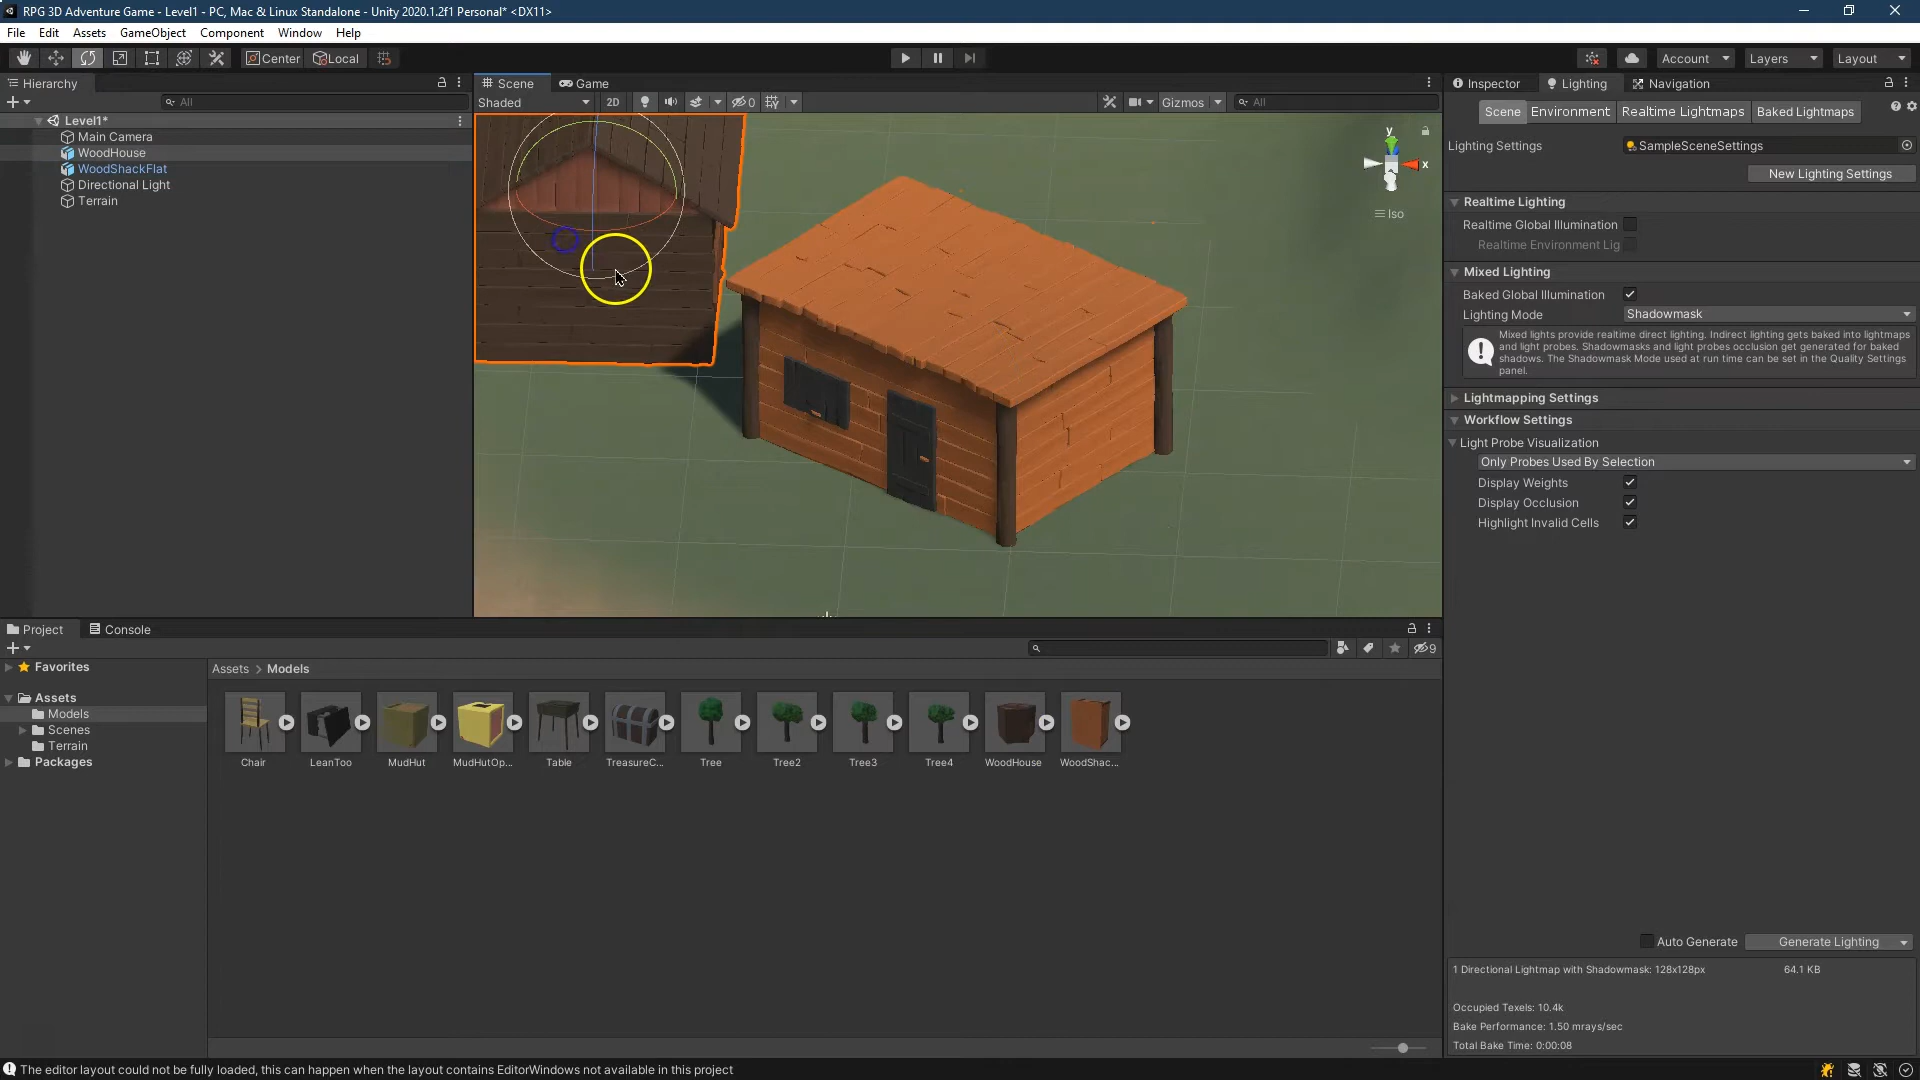 RPG 3D Adventure Game - Level1 - PC, Mac & Linux Standalone - Unity 2020.1.2f1 Personal* <DX11>
File Edit Assets GameObject Component Window Help
Center Local Account Layers Layout
Hierarchy
All
Level1*
Main Camera
WoodHouse
WoodShackFlat
Directional Light
Terrain
Scene Game
Shaded 2D 0 Gizmos All
y
x
Iso
Inspector Lighting Navigation
Scene Environment Realtime Lightmaps Baked Lightmaps
Lighting Settings SampleSceneSettings
New Lighting Settings
Realtime Lighting
Realtime Global Illumination
Realtime Environment Lig
Mixed Lighting
Baked Global Illumination
Lighting Mode Shadowmask
Mixed lights provide realtime direct lighting. Indirect lighting gets baked into lightmaps
and light probes. Shadowmasks and light probes occlusion get generated for baked
shadows. The Shadowmask Mode used at run time can be set in the Quality Settings
panel.
Lightmapping Settings
Workflow Settings
Light Probe Visualization
Only Probes Used By Selection
Display Weights
Display Occlusion
Highlight Invalid Cells
Auto Generate Generate Lighting
1 Directional Lightmap with Shadowmask: 128x128px 64.1 KB
Occupied Texels: 10.4k
Bake Performance: 1.50 mrays/sec
Total Bake Time: 0:00:08
Project Console
9
Favorites
Assets
Models
Scenes
Terrain
Packages
Assets > Models
Chair LeanToo MudHut MudHutOp... Table TreasureC... Tree Tree2 Tree3 Tree4 WoodHouse WoodShac...
The editor layout could not be fully loaded, this can happen when the layout contains EditorWindows not available in this project